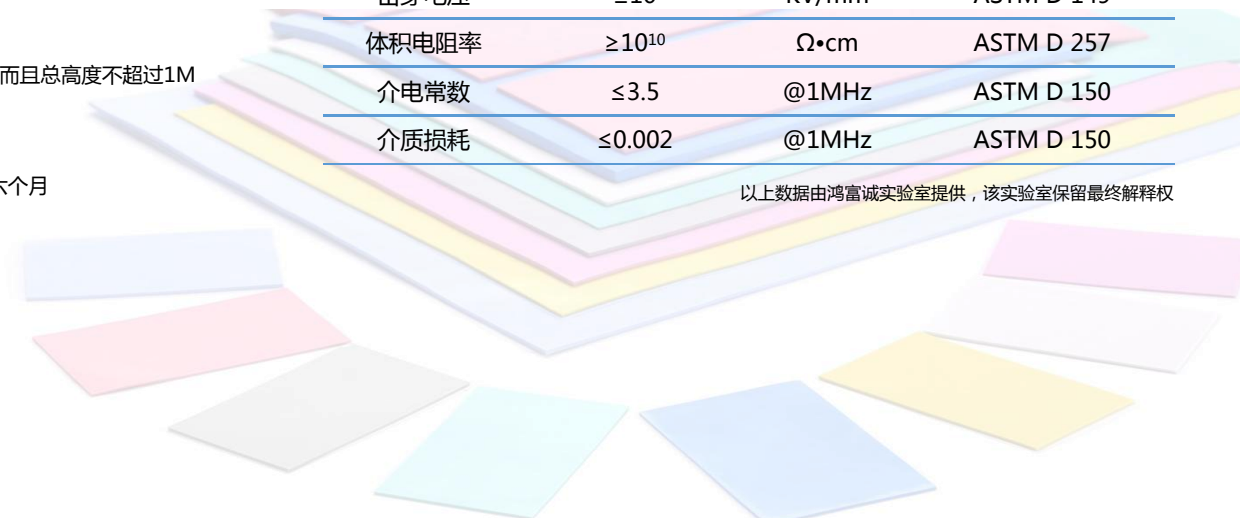 体积电阻率 ≥10¹⁰ Ω•cm ASTM D 257
而且总高度不超过1M
介电常数 ≤3.5 @1MHz ASTM D 150
介质损耗 ≤0.002 @1MHz ASTM D 150
个月
以上数据由鸿富诚实验室提供，该实验室保留最终解释权